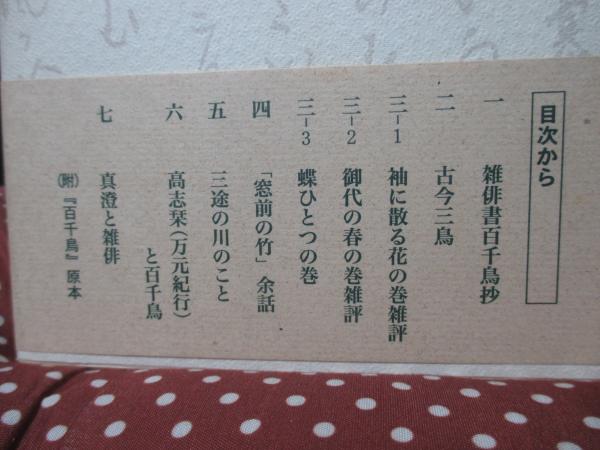 目次から
一 雑俳書百千鳥抄
二 古今三鳥
三-1 袖に散る花の巻雑評
三-2 御代の春の巻雑評
三-3 蝶ひとつの巻
四 「窓前の竹」余話
五 三途の川のこと
六 高志栞(万元紀行)
と百千鳥
七 真澄と雑俳
(附)『百千鳥』原本